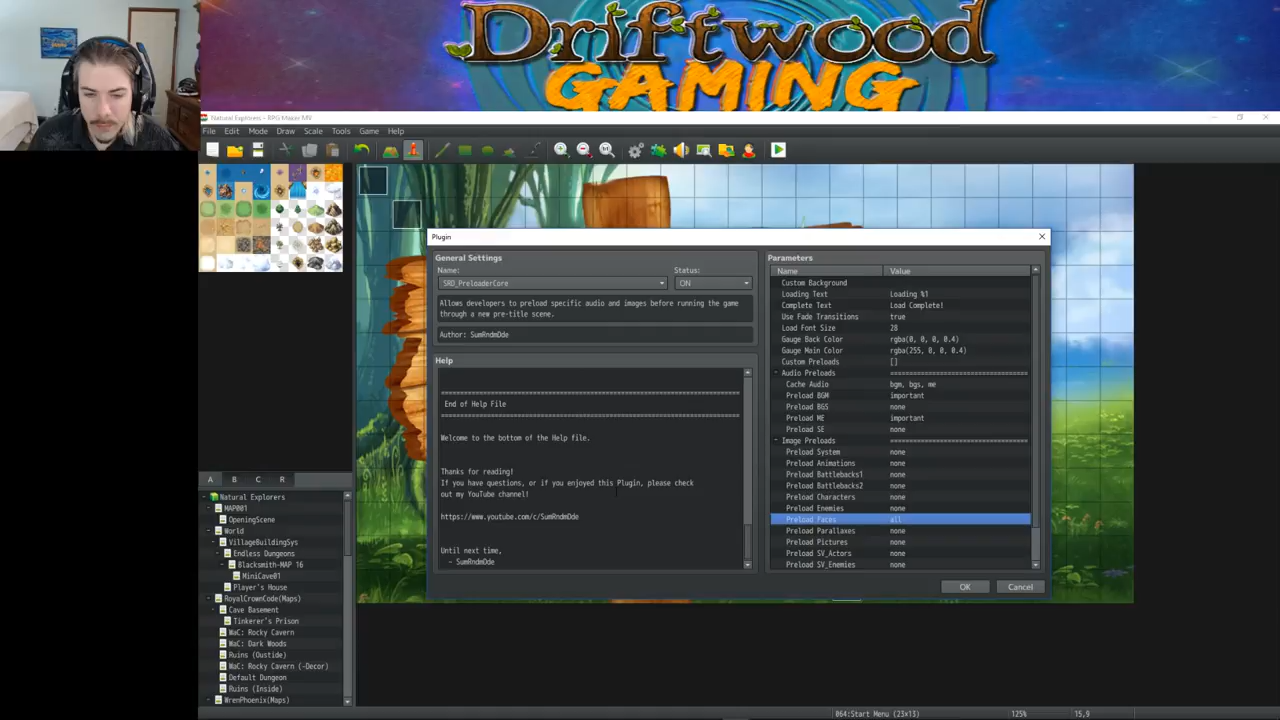 Driftwood
GAMING
Natural Explorers - RPG Maker MV
File Edit Mode Draw Scale Tools Game Help
Plugin
General Settings
Name:
Status:
SRD_PreloaderCore
ON
Allows developers to preload specific audio and images before running the game
through a new pre-title scene.
Author: SumRndmDde
Help
End of Help File
Welcome to the bottom of the Help file.
Thanks for reading!
If you have questions, or if you enjoyed this Plugin, please check
out my YouTube channel!
https://www.youtube.com/c/SumRndmDde
Until next time,
- SumRndmDde
Parameters
Name Value
Custom Background
Loading Text Loading %1
Complete Text Load Complete!
Use Fade Transitions true
Load Font Size 28
Gauge Back Color rgba(0, 0, 0, 0.4)
Gauge Main Color rgba(255, 0, 0, 0.4)
Custom Preloads []
Audio Preloads
Cache Audio bgm, bgs, me
Preload BGM important
Preload BGS none
Preload ME important
Preload SE none
Image Preloads
Preload System none
Preload Animations none
Preload Battlebacks1 none
Preload Battlebacks2 none
Preload Characters none
Preload Enemies none
Preload Faces all
Preload Parallaxes none
Preload Pictures none
Preload SV_Actors none
Preload SV_Enemies none
OK Cancel
A B C R
Natural Explorers
MAP001
OpeningScene
World
VillageBuildingSys
Endless Dungeons
Blacksmith-MAP 16
MiniCave01
Player's House
RoyalCrownCode(Maps)
Cave Basement
Tinkerer's Prison
WaC: Rocky Cavern
WaC: Dark Woods
Ruins (Oustide)
WaC: Rocky Cavern (-Decor)
Default Dungeon
Ruins (Inside)
WrenPhoenix(Maps)
064:Start Menu (23x13) 125% 15,9